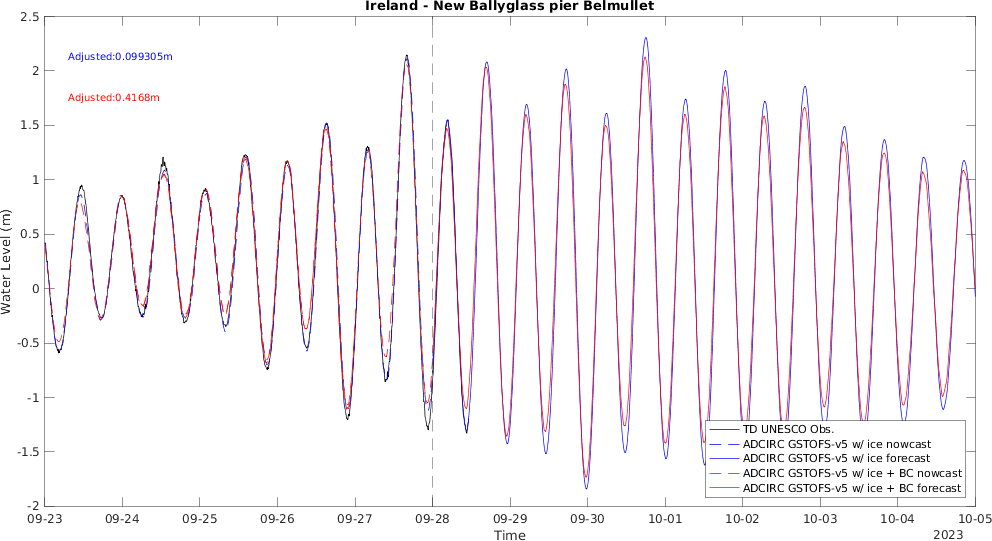 Ireland - New Ballyglass pier Belmullet
Adjusted:0.099305m
Adjusted:0.4168m
Water Level (m)
2.5
2
1.5
1
0.5
0
-0.5
-1
-1.5
-2
TD UNESCO Obs.
ADCIRC GSTOFS-v5 w/ ice nowcast
ADCIRC GSTOFS-v5 w/ ice forecast
ADCIRC GSTOFS-v5 w/ ice + BC nowcast
ADCIRC GSTOFS-v5 w/ ice + BC forecast
09-23 09-24 09-25 09-26 09-27 09-28 09-29 09-30 10-01 10-02 10-03 10-04 10-05
Time
2023